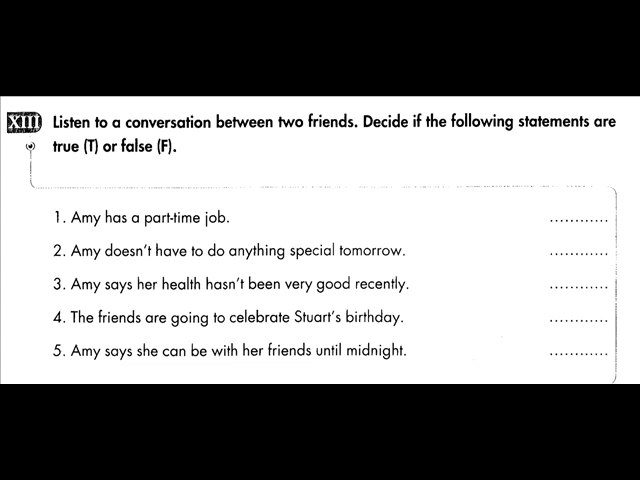 XIII Listen to a conversation between two friends. Decide if the following statements are
true (T) or false (F).
1. Amy has a part-time job. ............
2. Amy doesn't have to do anything special tomorrow. ............
3. Amy says her health hasn't been very good recently. ............
4. The friends are going to celebrate Stuart's birthday. ............
5. Amy says she can be with her friends until midnight. ............